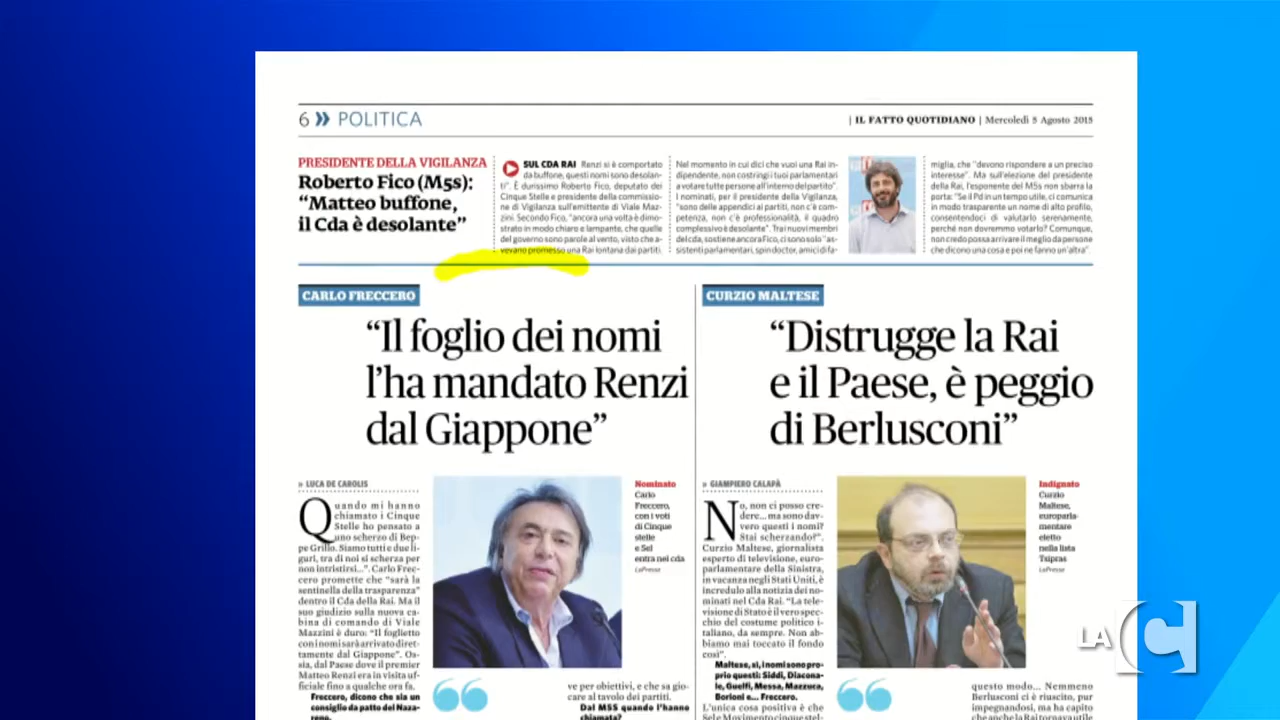 6 » POLITICA
| IL FATTO QUOTIDIANO | Mercoledì 5 Agosto 2015
PRESIDENTE DELLA VIGILANZA
Roberto Fico (M5s):
“Matteo buffone,
il Cda è desolante”
SUL CDA RAI Renzi si è comportato
da buffone, questi nomi sono desolan-
ti”. È durissimo Roberto Fico, deputato dei
Cinque Stelle e presidente della commissio-
ne di Vigilanza sull'emittente di Viale Maz-
zini. Secondo Fico, “ancora una volta è dimo-
strato in modo chiaro e lampante, che quelle
del governo sono parole al vento, visto che a-
vevano promesso una Rai lontana dai partiti.
Nel momento in cui dici che vuoi una Rai in-
dipendente, non costringi i tuoi parlamentari
a votare tutte persone all'interno del partito”.
I nominati, per il presidente della Vigilanza,
“sono delle appendici ai partiti, non c'è com-
petenza, non c'è professionalità, il quadro
complessivo è desolante”. Tra i nuovi membri
del cda, sostiene ancora Fico, ci sono solo “as-
sistenti parlamentari, spin doctor, amici di fa-
miglia, che “devono rispondere a un preciso
interesse”. Ma sull'elezione del presidente
della Rai, l'esponente del M5S non sbarra la
porta: “Se il Pd in un tempo utile, ci comunica
in modo trasparente un nome di alto profilo,
consentendoci di valutarlo serenamente,
perché non dovremmo votarlo? Comunque,
non credo possa arrivare il meglio da persone
che dicono una cosa e poi ne fanno un'altra”.
CARLO FRECCERO
“Il foglio dei nomi
l'ha mandato Renzi
dal Giappone”
» LUCA DE CAROLIS
Quando mi hanno
chiamato i Cinque
Stelle ho pensato a
uno scherzo di Bep-
pe Grillo. Siamo tutti e due li-
guri, tra di noi si scherza per
non intristirsi...”. Carlo Frec-
cero promette che “sarà la
sentinella della trasparenza”
dentro il Cda della Rai. Ma il
suo giudizio sulla nuova ca-
bina di comando di Viale
Mazzini è duro: “Il foglietto
con i nomi sarà arrivato diret-
tamente dal Giappone”. Os-
sia, dal Paese dove il premier
Matteo Renzi era in visita uf-
ficiale fino a qualche ora fa.
Freccero, dicono che sia un
consiglio da patto del Naza-
reno.
Nominato
Carlo
Freccero,
con i voti
di Cinque
stelle
e Sel
entra nel cda
LaPresse
ve per obiettivi, e che sa gio-
care al tavolo dei partiti.
Dal M5S quando l'hanno
chiamata?
CURZIO MALTESE
“Distrugge la Rai
e il Paese, è peggio
di Berlusconi”
» GIAMPIERO CALAPÀ
No, non ci posso cre-
dere... ma sono dav-
vero questi i nomi?
Stai scherzando?”.
Curzio Maltese, giornalista
esperto di televisione, euro-
parlamentare della Sinistra,
in vacanza negli Stati Uniti, è
incredulo alla notizia dei no-
minati nel Cda Rai. “La tele-
visione di Stato è il vero spec-
chio del costume politico i-
taliano, da sempre. Non ab-
biamo mai toccato il fondo
così”.
Maltese, sì, i nomi sono pro-
prio questi: Siddi, Diacona-
le, Guelfi, Messa, Mazzuca,
Borioni e... Freccero.
L'unica cosa positiva è che
Indignato
Curzio
Maltese,
europarla-
mentare
eletto
nella lista
Tsipras
LaPresse
questo modo... Nemmeno
Berlusconi ci è riuscito, pur
impegnandosi, ma ha capito
LA C